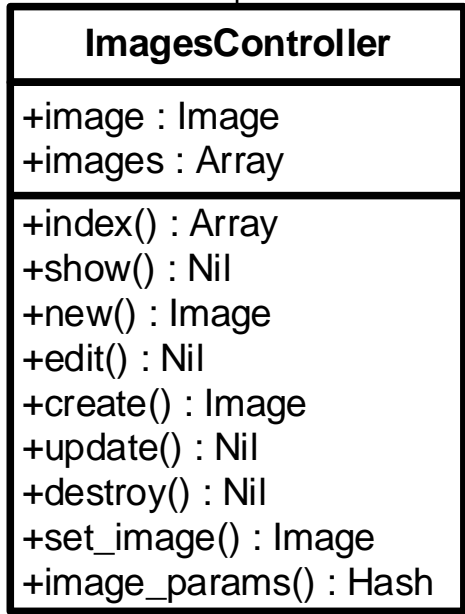 ImagesController
+image : Image
+images : Array
+index() : Array
+show() : Nil
+new() : Image
+edit() : Nil
+create() : Image
+update() : Nil
+destroy() : Nil
+set_image() : Image
+image_params() : Hash